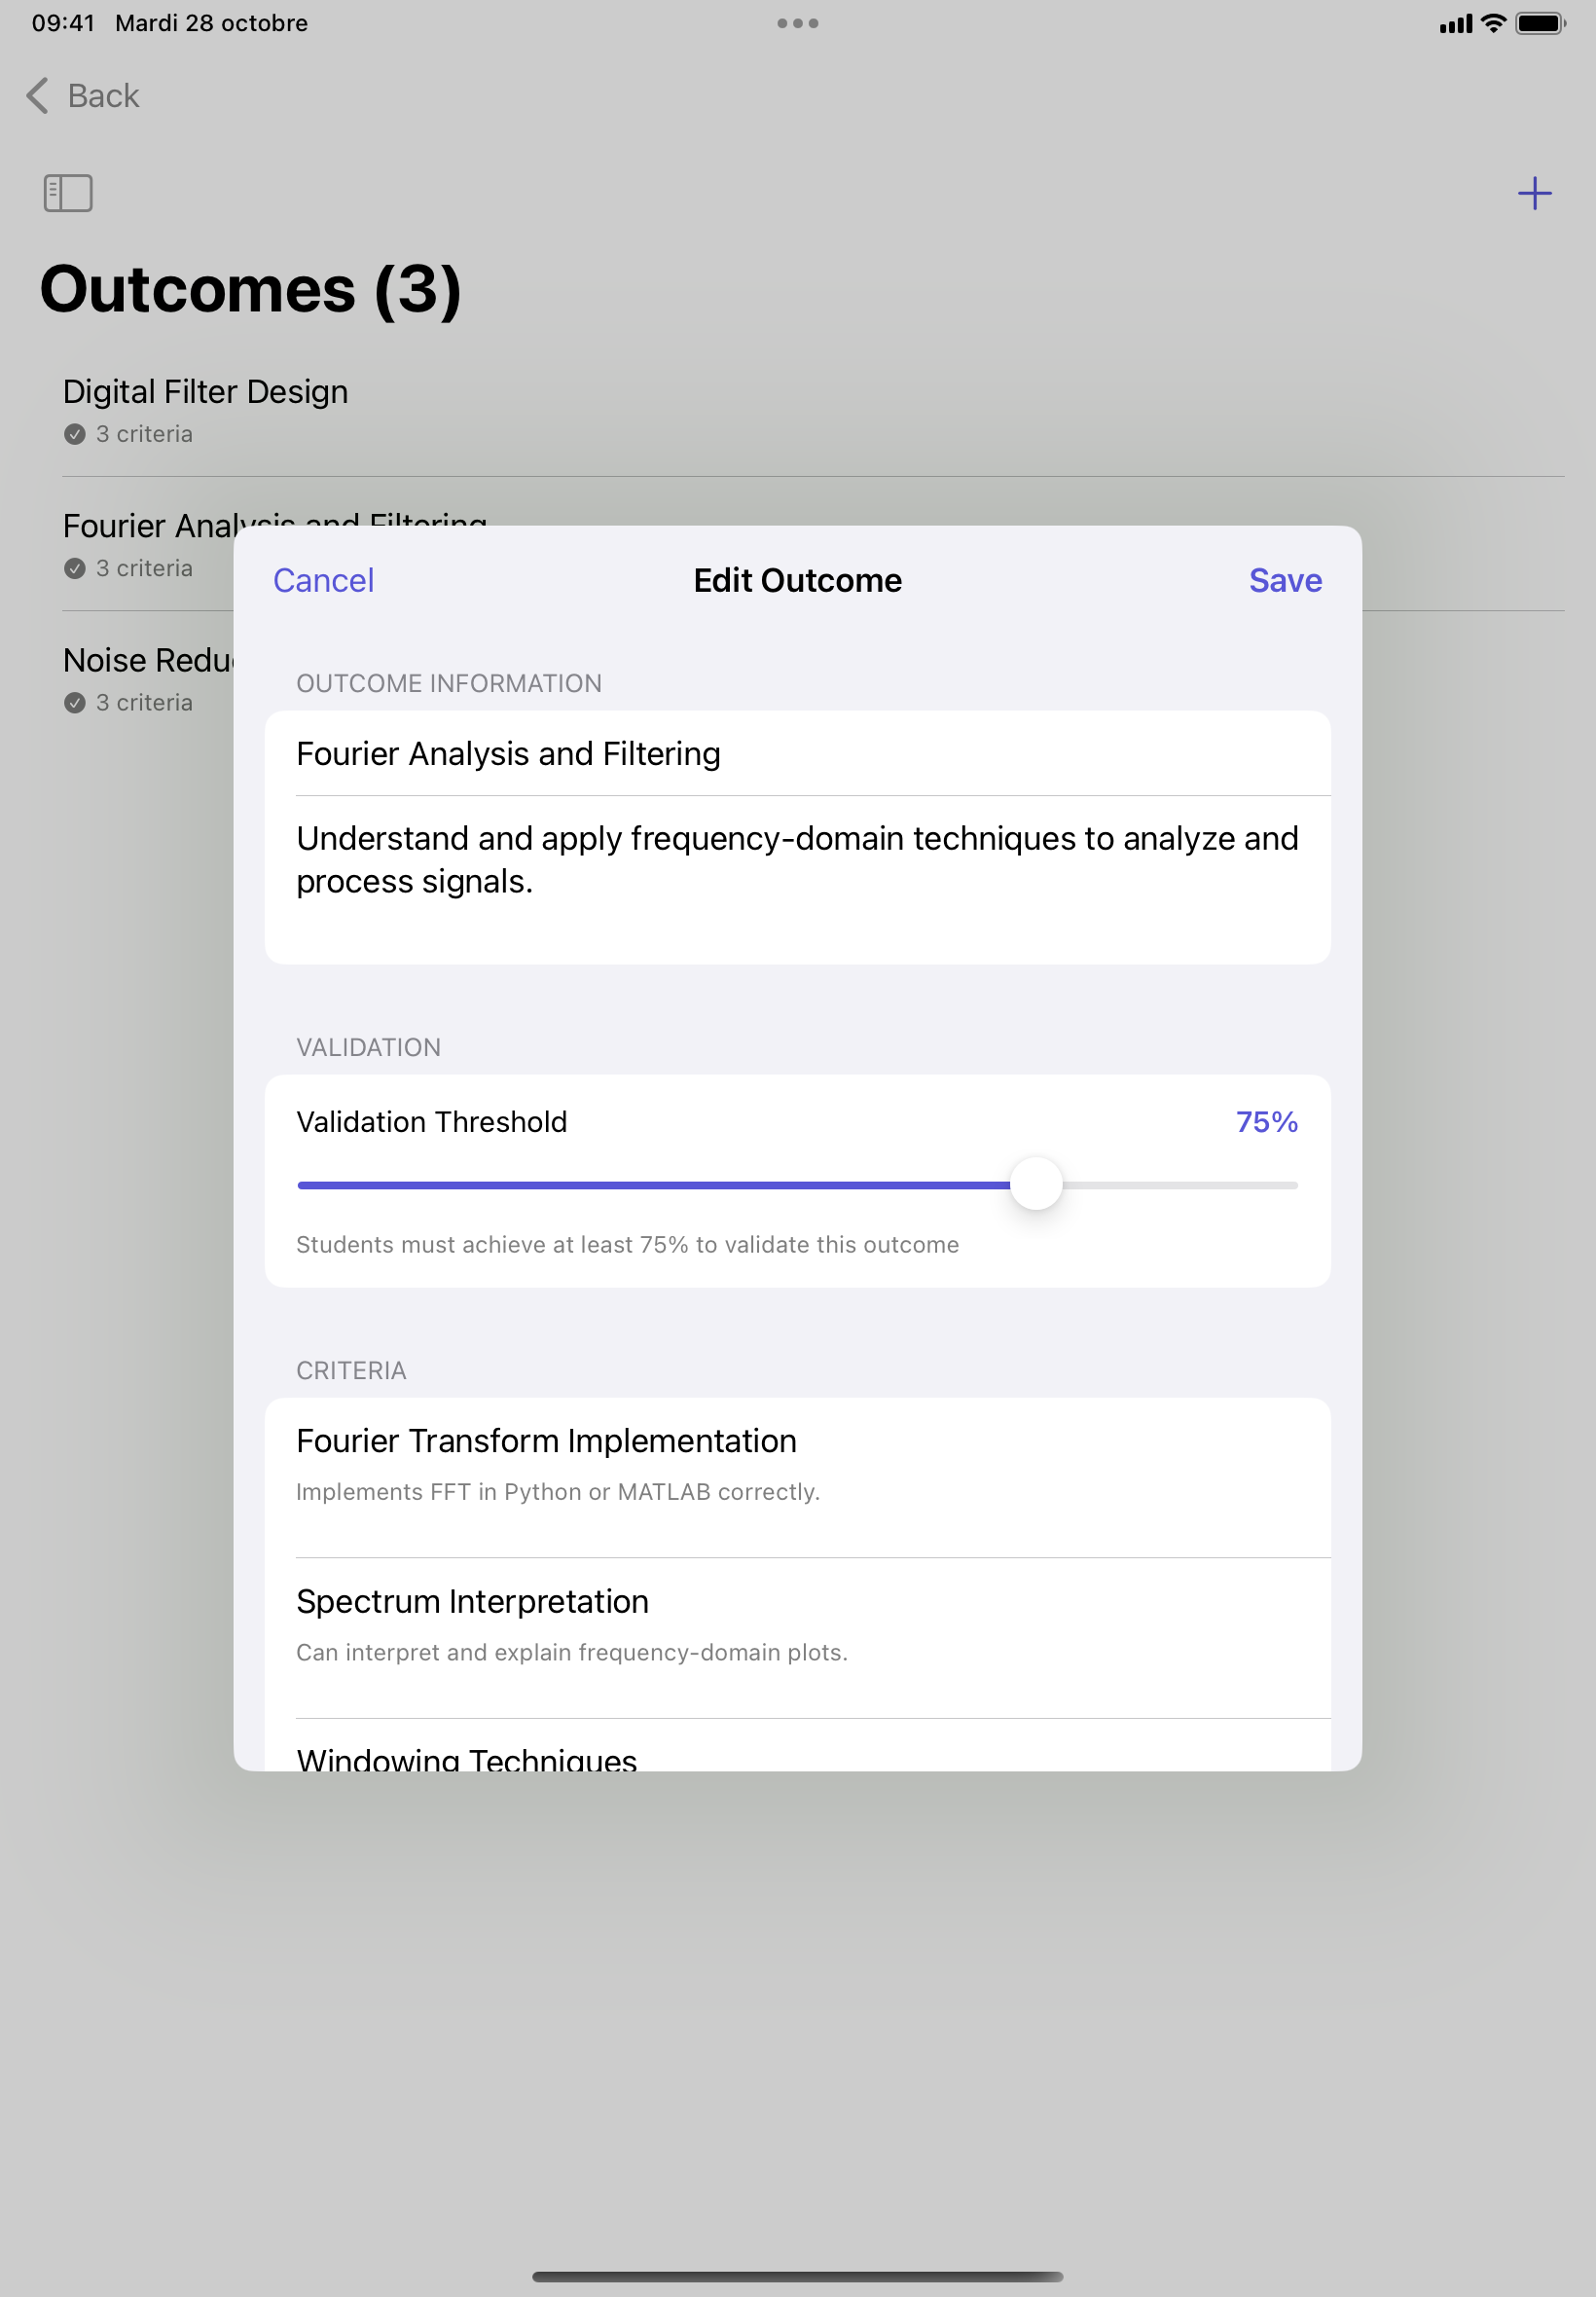 09:41 Mardi 28 octobre
Back
Outcomes (3)
Digital Filter Design
3 criteria
Fourier Analysis and Filtering
3 criteria
Noise
3 criteria
Cancel
Edit Outcome
Save
OUTCOME INFORMATION
Fourier Analysis and Filtering
Understand and apply frequency-domain techniques to analyze and
process signals.
VALIDATION
Validation Threshold
75%
Students must achieve at least 75% to validate this outcome
CRITERIA
Fourier Transform Implementation
Implements FFT in Python or MATLAB correctly.
Spectrum Interpretation
Can interpret and explain frequency-domain plots.
Windowing Techniques